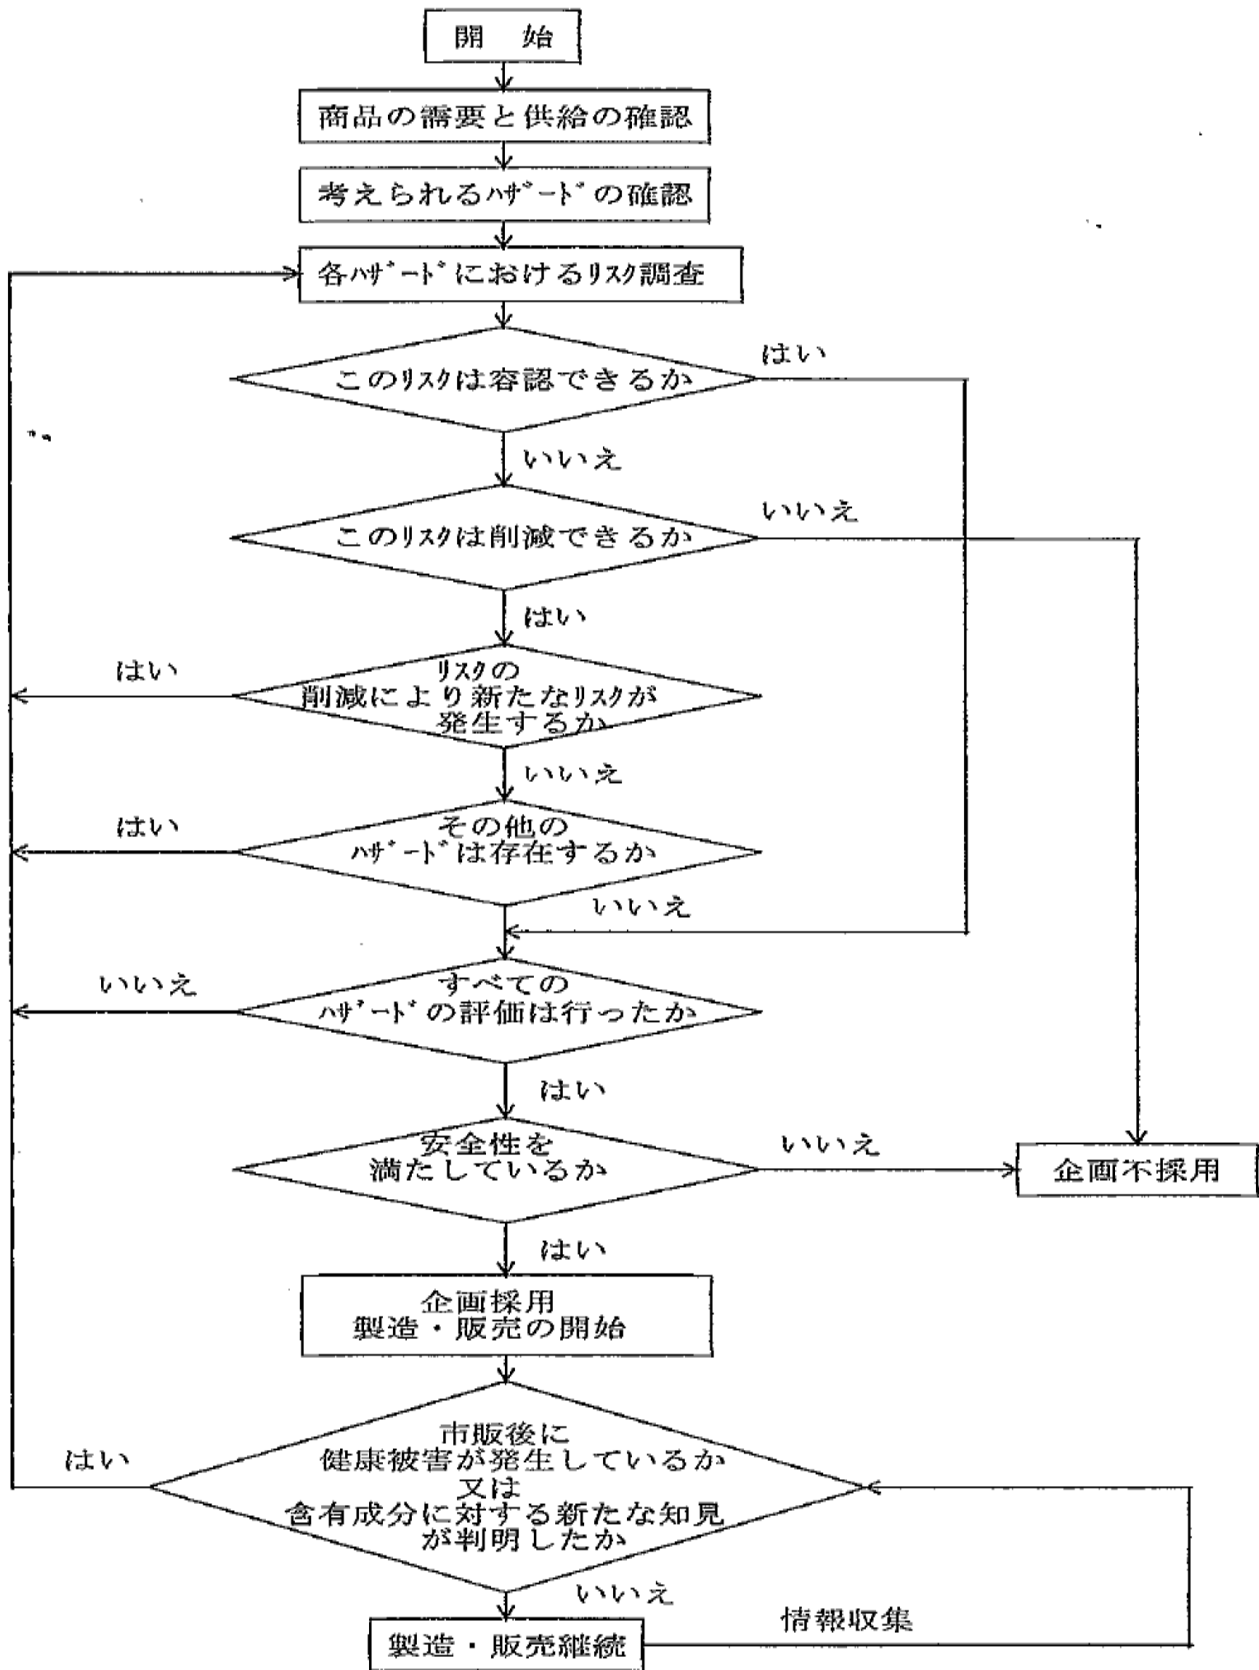 開　始
商品の需要と供給の確認
考えられるﾊｻﾞｰﾄﾞの確認
各ﾊｻﾞｰﾄﾞにおけるﾘｽｸ調査
はい
このﾘｽｸは容認できるか
いいえ
いいえ
このﾘｽｸは削減できるか
はい
はい
ﾘｽｸの
削減により新たなﾘｽｸが
発生するか
いいえ
はい
その他の
ﾊｻﾞｰﾄﾞは存在するか
いいえ
いいえ
すべての
ﾊｻﾞｰﾄﾞの評価は行ったか
はい
安全性を
満たしているか
いいえ
企画不採用
はい
企画採用
製造・販売の開始
はい
市販後に
健康被害が発生しているか
又は
含有成分に対する新たな知見
が判明したか
いいえ
情報収集
製造・販売継続